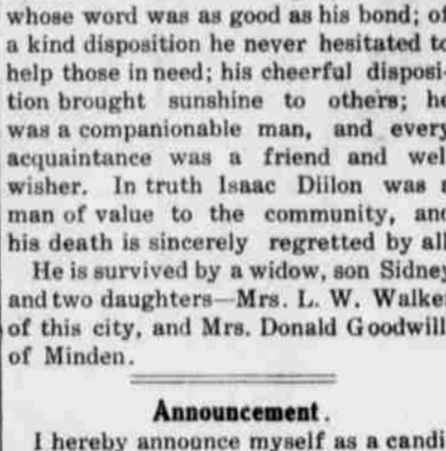 whose word was as good as his bond; of
a kind disposition he never hesitated to
help those in need; his cheerful disposi-
tion brought sunshine to others; he
was a companionable man, and every
acquaintance was a friend and wel
wisher. In truth Isaac Diilon was a
man of value to the community, and
his death is sincerely regretted by all
He is survived by a widow, son Sidney
and two daughters—Mrs. L. W. Walker
of this city, and Mrs. Donald Goodwill
of Minden.
Announcement.
I hereby announce myself as a candi